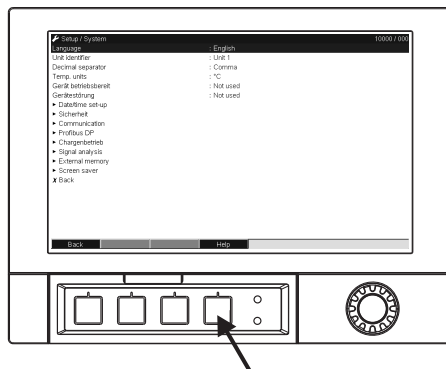 Setup / System 10000 / 000
Language : English
Unit identifier : Unit 1
Decimal separator : Comma
Temp. units : °C
Gerät betriebsbereit : Not used
Gerätestörung : Not used
► Date/time set-up
► Sicherheit
► Communication
► Profibus DP
► Chargenbetrieb
► Signal analysis
► External memory
► Screen saver
X Back
Back Help